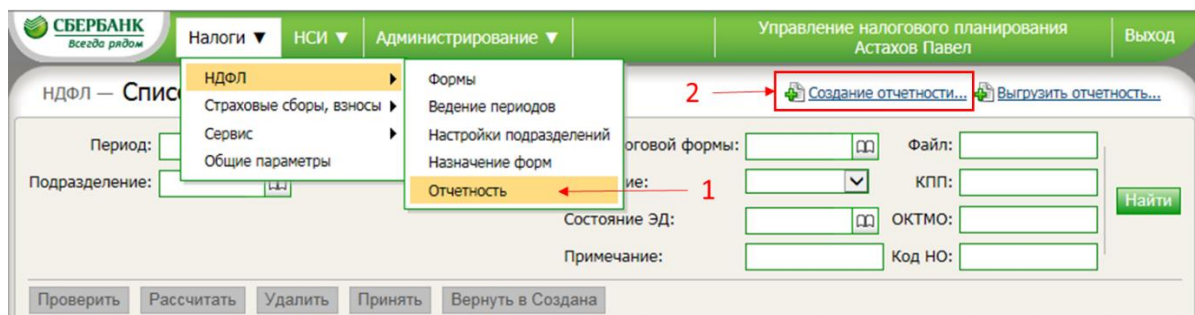 СБЕРБАНК
Всегда рядом
Налоги ▼ НСИ ▼ Администрирование ▼
Управление налогового планирования
Астахов Павел
Выход
НДФЛ — Спис
НДФЛ
Страховые сборы, взносы
Сервис
Общие параметры
Формы
Ведение периодов
Настройки подразделений
Назначение форм
Отчетность
1
2
Создание отчетности... Выгрузить отчетность...
Период: оговой формы: Файл:
Подразделение: ие: КПП:
Найти
Состояние ЭД: ОКТМО:
Примечание: Код НО:
Проверить Рассчитать Удалить Принять Вернуть в Создана